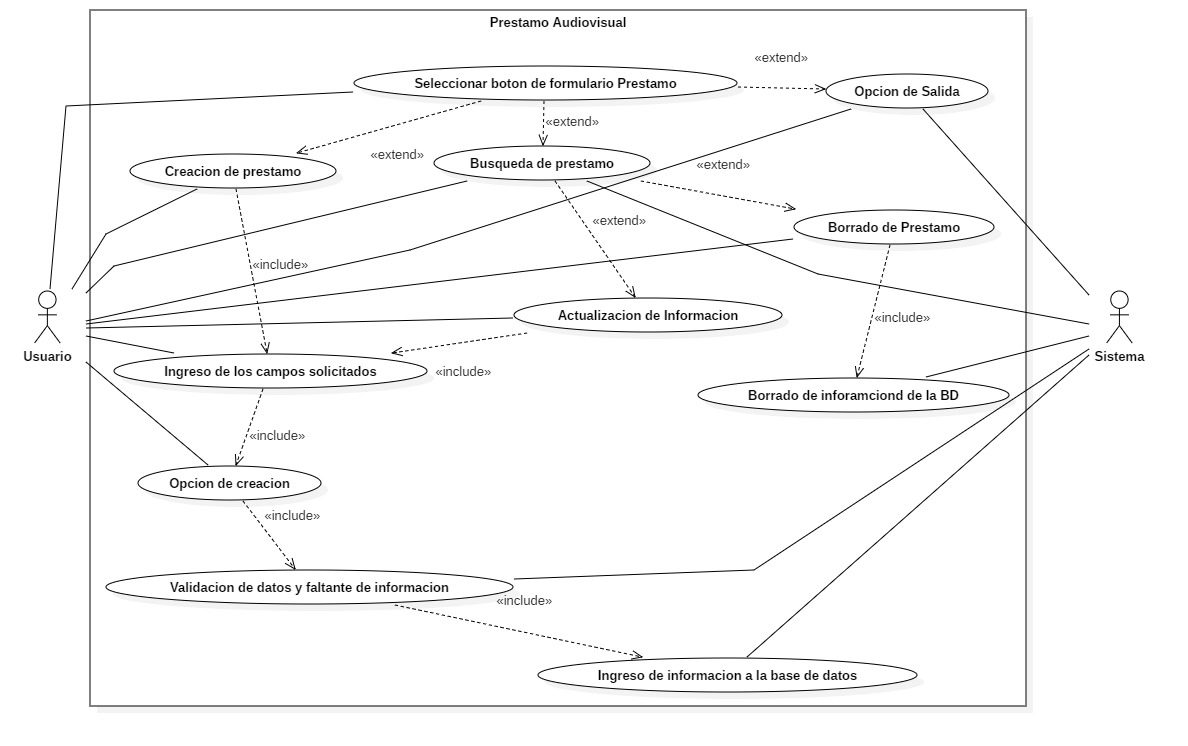 Prestamo Audiovisual
«extend»
Seleccionar boton de formulario Prestamo
Opcion de Salida
«extend»
«extend»
Busqueda de prestamo
«extend»
Creacion de prestamo
«extend»
Borrado de Prestamo
«include»
Actualizacion de Informacion
«include»
Usuario
Sistema
Ingreso de los campos solicitados
«include»
Borrado de inforamciond de la BD
«include»
Opcion de creacion
«include»
Validacion de datos y faltante de informacion
«include»
Ingreso de informacion a la base de datos